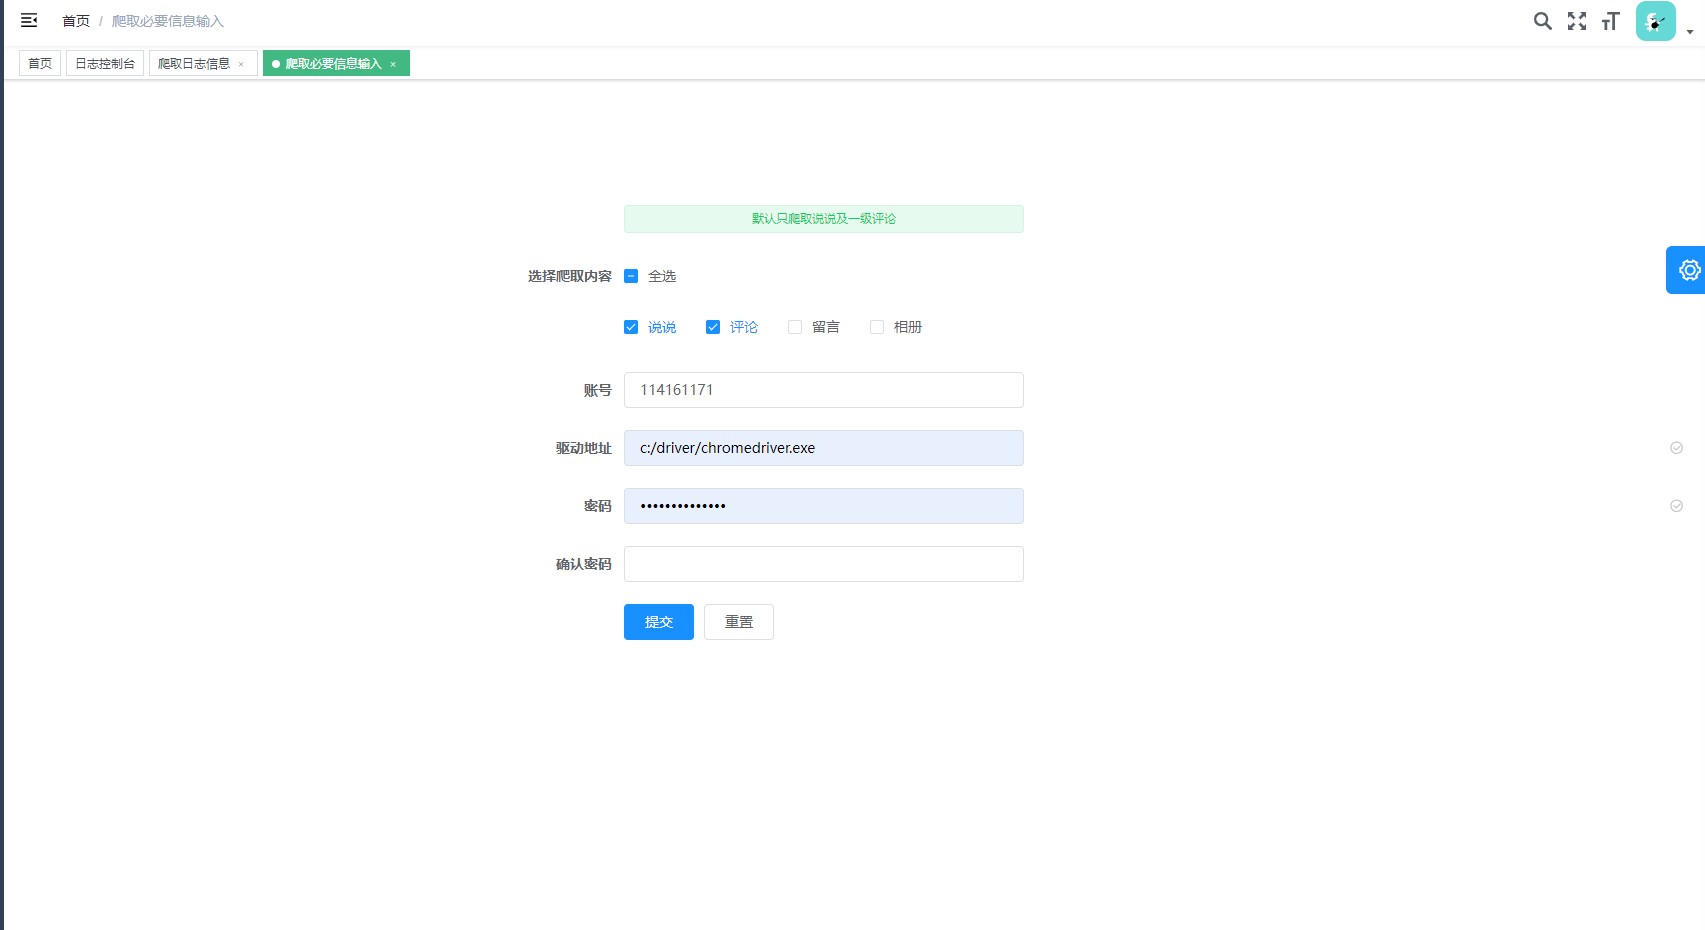 首页 / 爬取必要信息输入
首页 日志控制台 爬取日志信息 × 爬取必要信息输入 ×
默认只爬取说说及一级评论
选择爬取内容 全选
说说 评论 留言 相册
账号 114161171
驱动地址 c:/driver/chromedriver.exe
密码 ••••••••••••••
确认密码
提交 重置